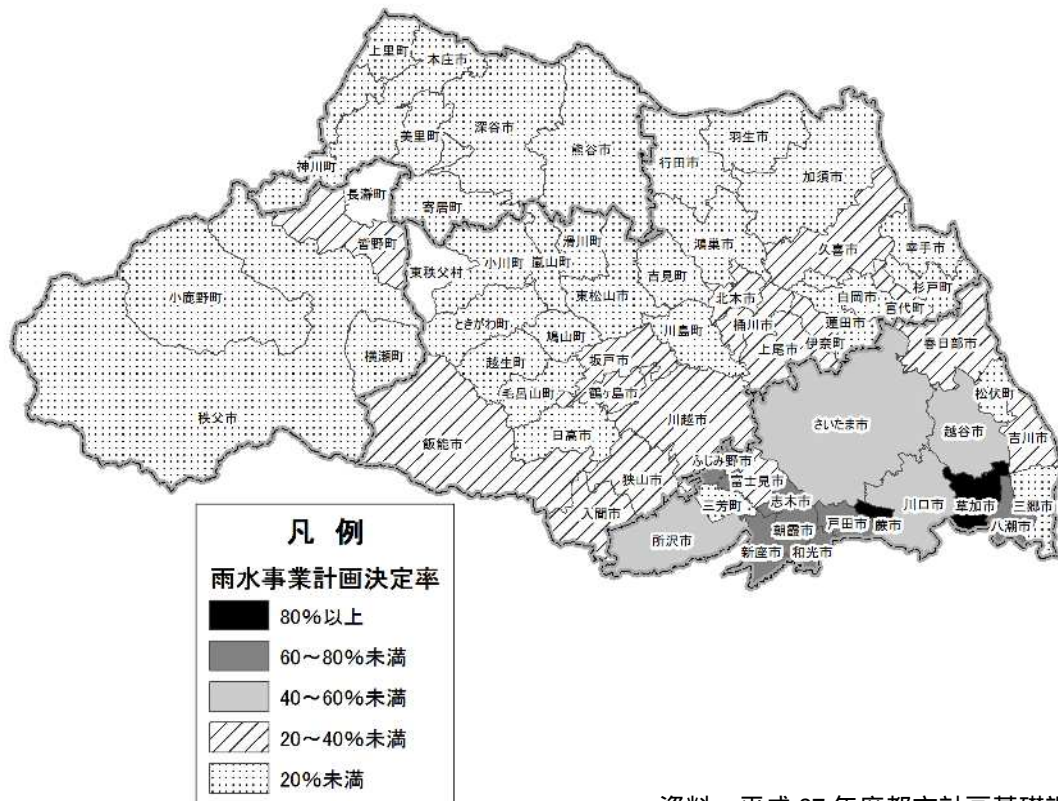 上里町
本庄市
美里町
深谷市
熊谷市
神川町
長瀞町
寄居町
皆野町
小鹿野町
秩父市
横瀬町
東秩父村
小川町
嵐山町
滑川町
東松山市
吉見町
ときがわ町
鳩山町
越生町
毛呂山町
坂戸市
鶴ヶ島市
川島町
日高市
飯能市
川越市
狭山市
入間市
所沢市
行田市
羽生市
加須市
鴻巣市
久喜市
幸手市
杉戸町
北本市
桶川市
上尾市
伊奈町
白岡市
宮代町
蓮田市
春日部市
松伏町
さいたま市
越谷市
吉川市
ふじみ野市
富士見市
三芳町
志木市
朝霞市
新座市
和光市
戸田市
蕨市
川口市
草加市
八潮市
三郷市
凡 例
雨水事業計画決定率
80%以上
60~80%未満
40~60%未満
20~40%未満
20%未満